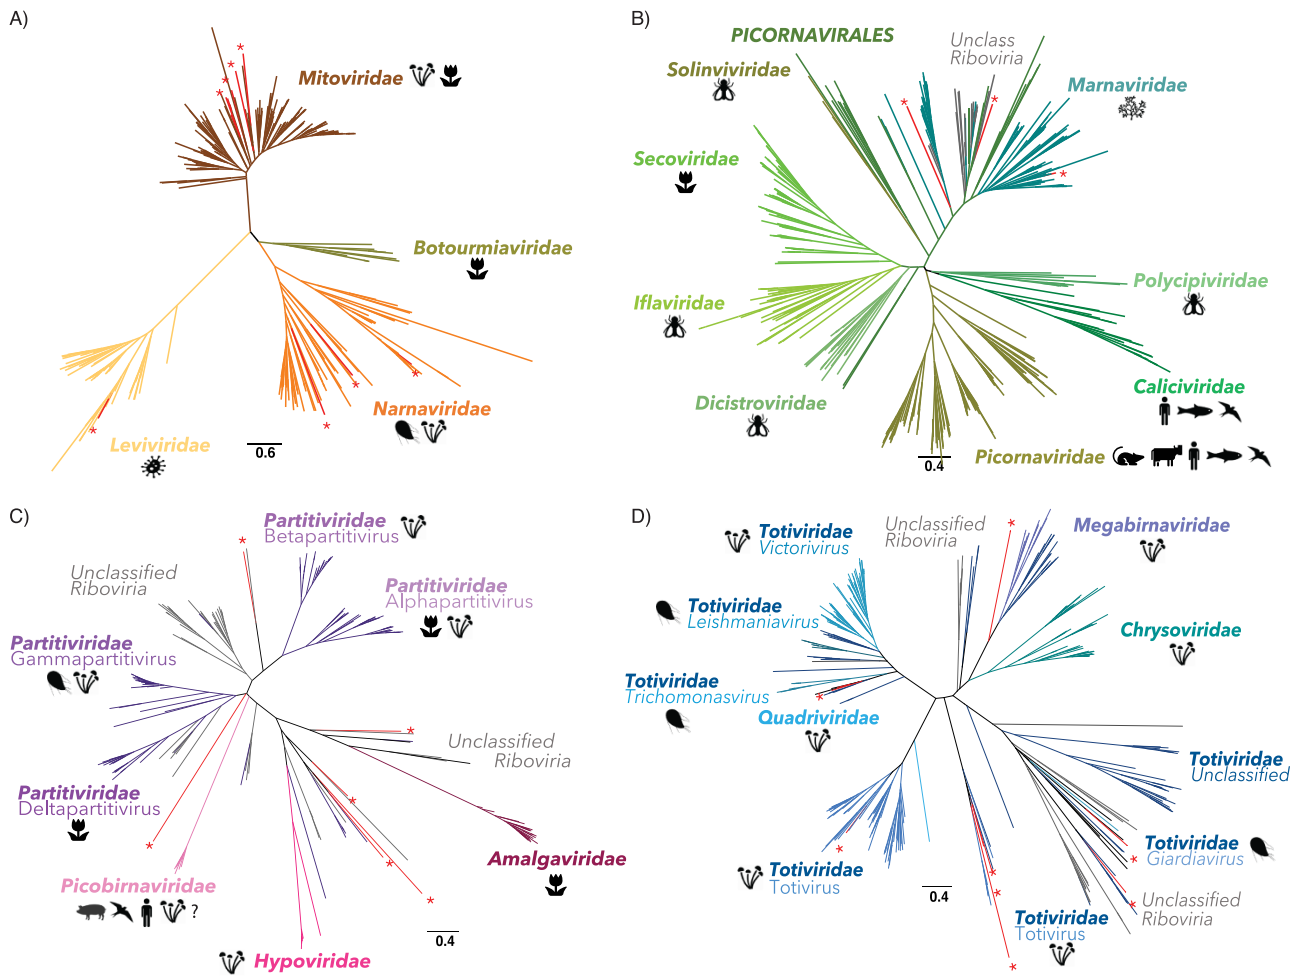 A)
Mitoviridae
Botourmiaviridae
Narnaviridae
Leviviridae
0.6
B)
PICORNAVIRALES
Solinviviridae
Unclass
Riboviria
Marnaviridae
Secoviridae
Iflaviridae
Polycipiviridae
Dicistroviridae
Caliciviridae
Picornaviridae
0.4
C)
Partitiviridae
Betapartitivirus
Unclassified
Riboviria
Partitiviridae
Alphapartitivirus
Partitiviridae
Gammapartitivirus
Unclassified
Riboviria
Partitiviridae
Deltapartitivirus
Amalgaviridae
Picobirnaviridae
?
0.4
Hypoviridae
D)
Totiviridae
Victorivirus
Unclassified
Riboviria
Megabirnaviridae
Totiviridae
Leishmaniavirus
Chrysoviridae
Totiviridae
Trichomonasvirus
Quadriviridae
Totiviridae
Unclassified
Totiviridae
Giardiavirus
Totiviridae
Totivirus
0.4
Unclassified
Riboviria
Totiviridae
Totivirus